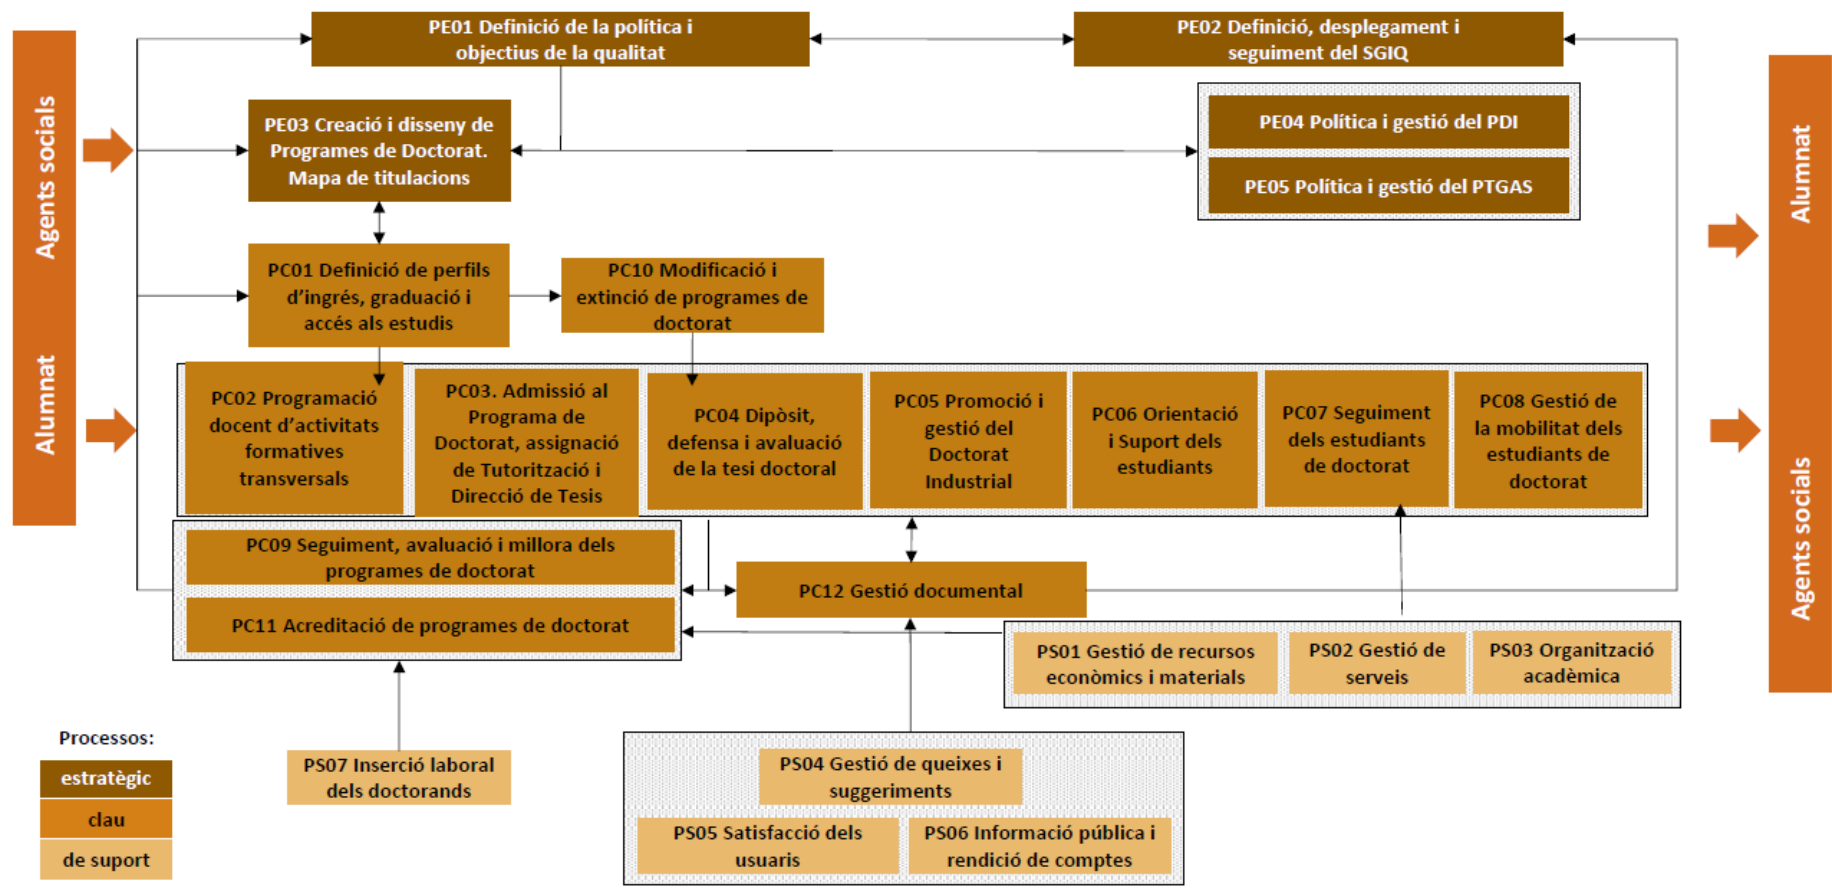 PE01 Definició de la política i
objectius de la qualitat
PE02 Definició, desplegament i
seguiment del SGIQ
Agents socials
Alumnat
PE03 Creació i disseny de
Programes de Doctorat.
Mapa de titulacions
PE04 Política i gestió del PDI
PE05 Política i gestió del PTGAS
Alumnat
Agents socials
PC01 Definició de perfils
d’ingrés, graduació i
accés als estudis
PC10 Modificació i
extinció de programes de
doctorat
PC02 Programació
docent d’activitats
formatives
transversals
PC03. Admissió al
Programa de
Doctorat, assignació
de Tutorització i
Direcció de Tesis
PC04 Dipòsit,
defensa i avaluació
de la tesi doctoral
PC05 Promoció i
gestió del
Doctorat
Industrial
PC06 Orientació
i Suport dels
estudiants
PC07 Seguiment
dels estudiants
de doctorat
PC08 Gestió de
la mobilitat dels
estudiants de
doctorat
PC09 Seguiment, avaluació i millora dels
programes de doctorat
PC11 Acreditació de programes de doctorat
PC12 Gestió documental
PS01 Gestió de recursos
econòmics i materials
PS02 Gestió de
serveis
PS03 Organització
acadèmica
PS07 Inserció laboral
dels doctorands
PS04 Gestió de queixes i
suggeriments
PS05 Satisfacció dels
usuaris
PS06 Informació pública i
rendició de comptes
Processos:
estratègic
clau
de suport